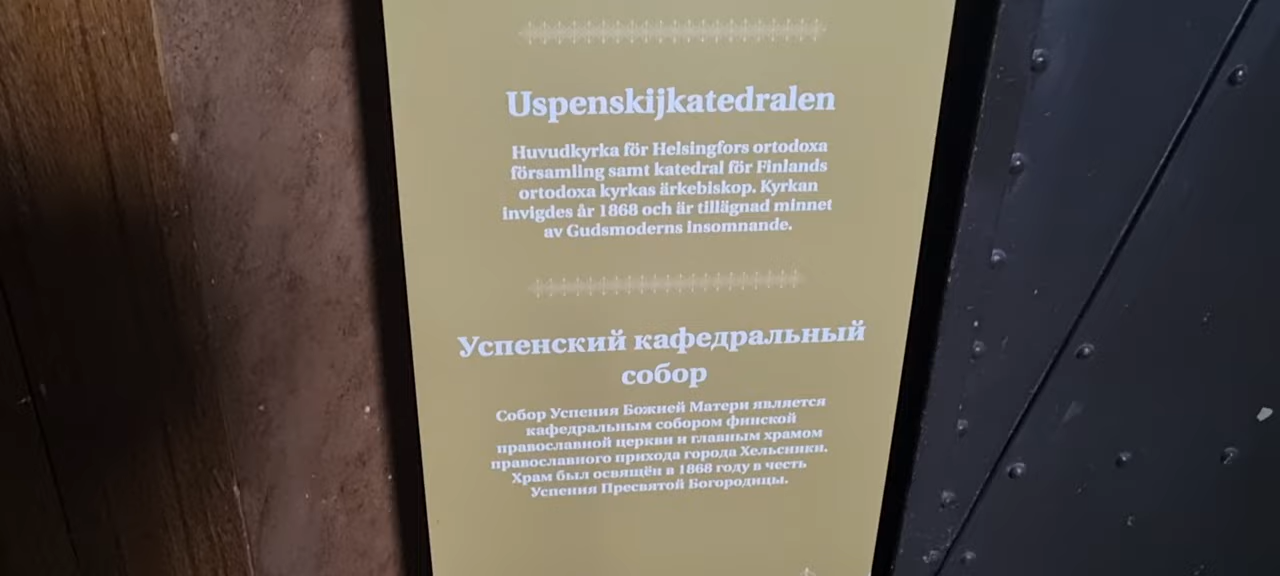 Uspenskijkatedralen
Huvudkyrka för Helsingfors ortodoxa
församling samt katedral för Finlands
ortodoxa kyrkas ärkebiskop. Kyrkan
invigdes år 1868 och är tillägnad minnet
av Gudsmoderns insomnande.
Успенский кафедральный
собор
Собор Успения Божией Матери является
кафедральным собором финской
православной церкви и главным храмом
православного прихода города Хельсинки.
Храм был освящён в 1868 году в честь
Успения Пресвятой Богородицы.